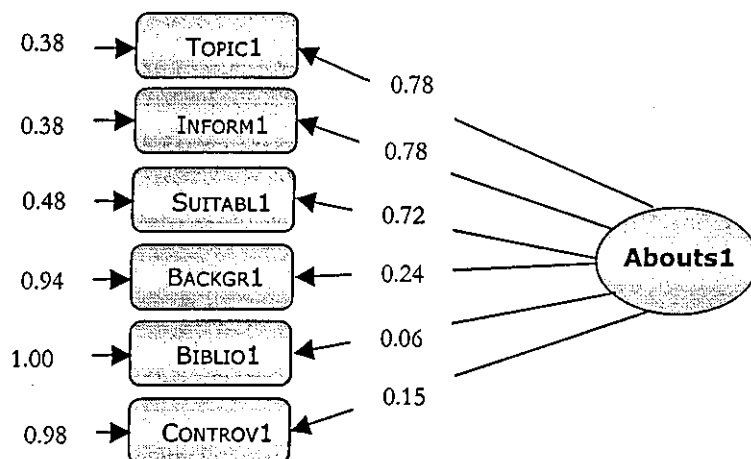 0.38 TOPIC1
0.78
0.38 INFORM1
0.78
0.48 SUITABL1
0.72
Abouts1
0.94 BACKGR1
0.24
1.00 BIBLIO1
0.06
0.98 CONTROV1
0.15